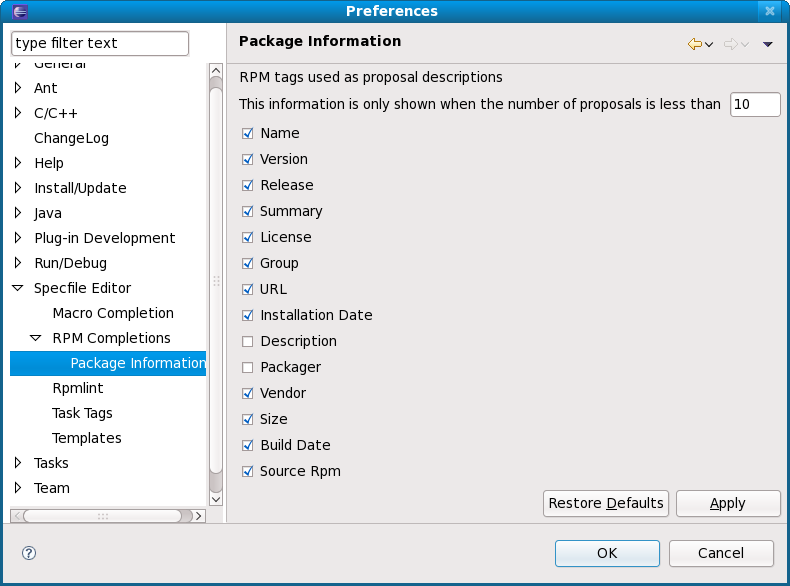 Preferences
type filter text
General
Ant
C/C++
ChangeLog
Help
Install/Update
Java
Plug-in Development
Run/Debug
Specfile Editor
Macro Completion
RPM Completions
Package Information
Rpmlint
Task Tags
Templates
Tasks
Team
Package Information
RPM tags used as proposal descriptions
This information is only shown when the number of proposals is less than 10
Name
Version
Release
Summary
License
Group
URL
Installation Date
Description
Packager
Vendor
Size
Build Date
Source Rpm
Restore Defaults Apply
? OK Cancel